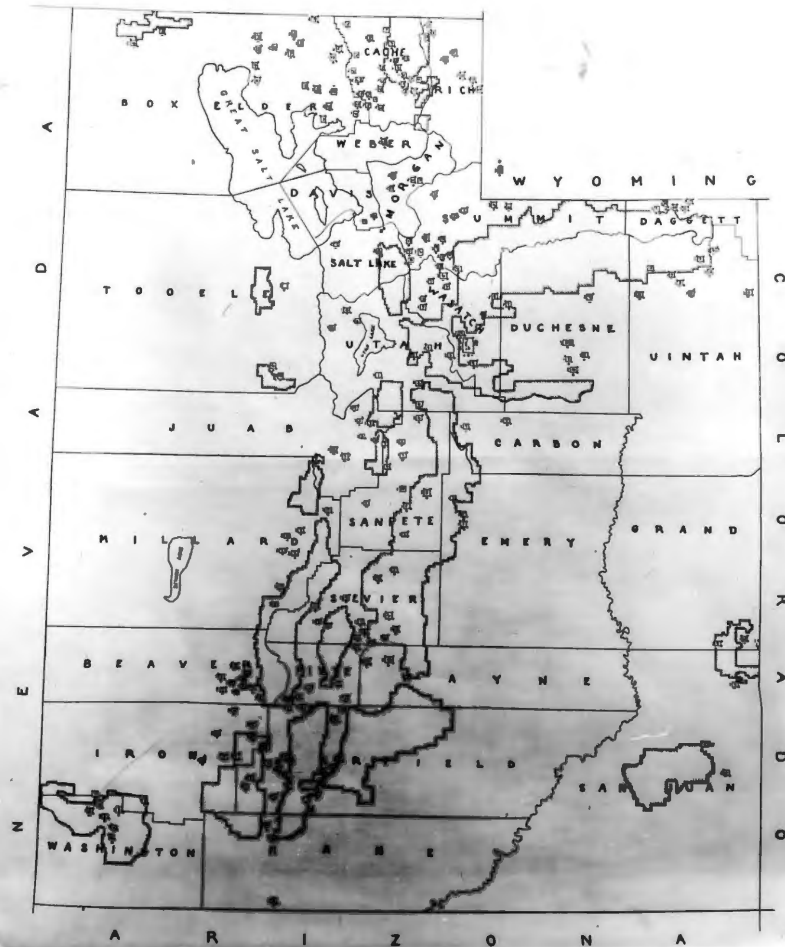 CACHE
RICH
BOX ELDER
GREAT SALT LAKE
WEBER
MORGAN
DAVIS
WYOMING
SUMMIT
DAGGETT
SALT LAKE
TOOELE
WASATCH
DUCHESNE
UINTAH
UTAH
JUAB
CARBON
SANPETE
MILLARD
EMERY
GRAND
SEVIER
BEAVER
WAYNE
IRON
GARFIELD
SAN JUAN
WASHINGTON
KANE
NEVADA
COLORADO
ARIZONA